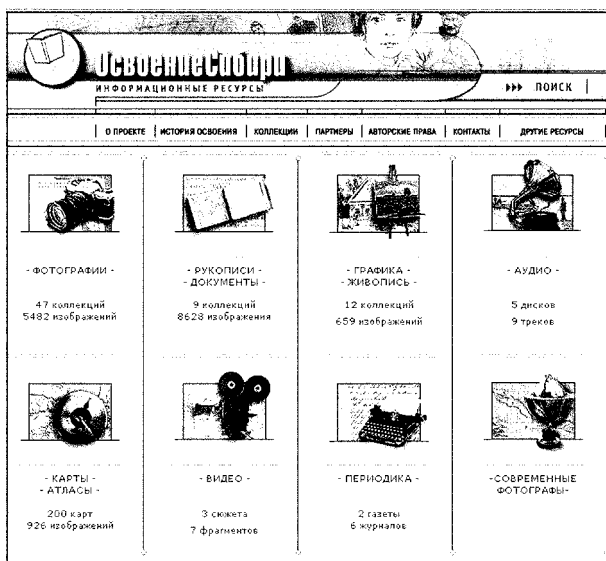 ОсвоениеСибири
ИНФОРМАЦИОННЫЕ РЕСУРСЫ
ПОИСК
О ПРОЕКТЕ | ИСТОРИЯ ОСВОЕНИЯ | КОЛЛЕКЦИИ | ПАРТНЕРЫ | АВТОРСКИЕ ПРАВА | КОНТАКТЫ | ДРУГИЕ РЕСУРСЫ
- ФОТОГРАФИИ -
47 коллекций
5482 изображений
- РУКОПИСИ -
- ДОКУМЕНТЫ -
9 коллекций
8628 изображения
- ГРАФИКА -
- ЖИВОПИСЬ -
12 коллекций
659 изображений
- АУДИО -
5 дисков
9 треков
- КАРТЫ -
- АТЛАСЫ -
200 карт
926 изображений
- ВИДЕО -
3 сюжета
7 фрагментов
- ПЕРИОДИКА -
2 газеты
6 журналов
-СОВРЕМЕННЫЕ
ФОТОГРАФЫ-